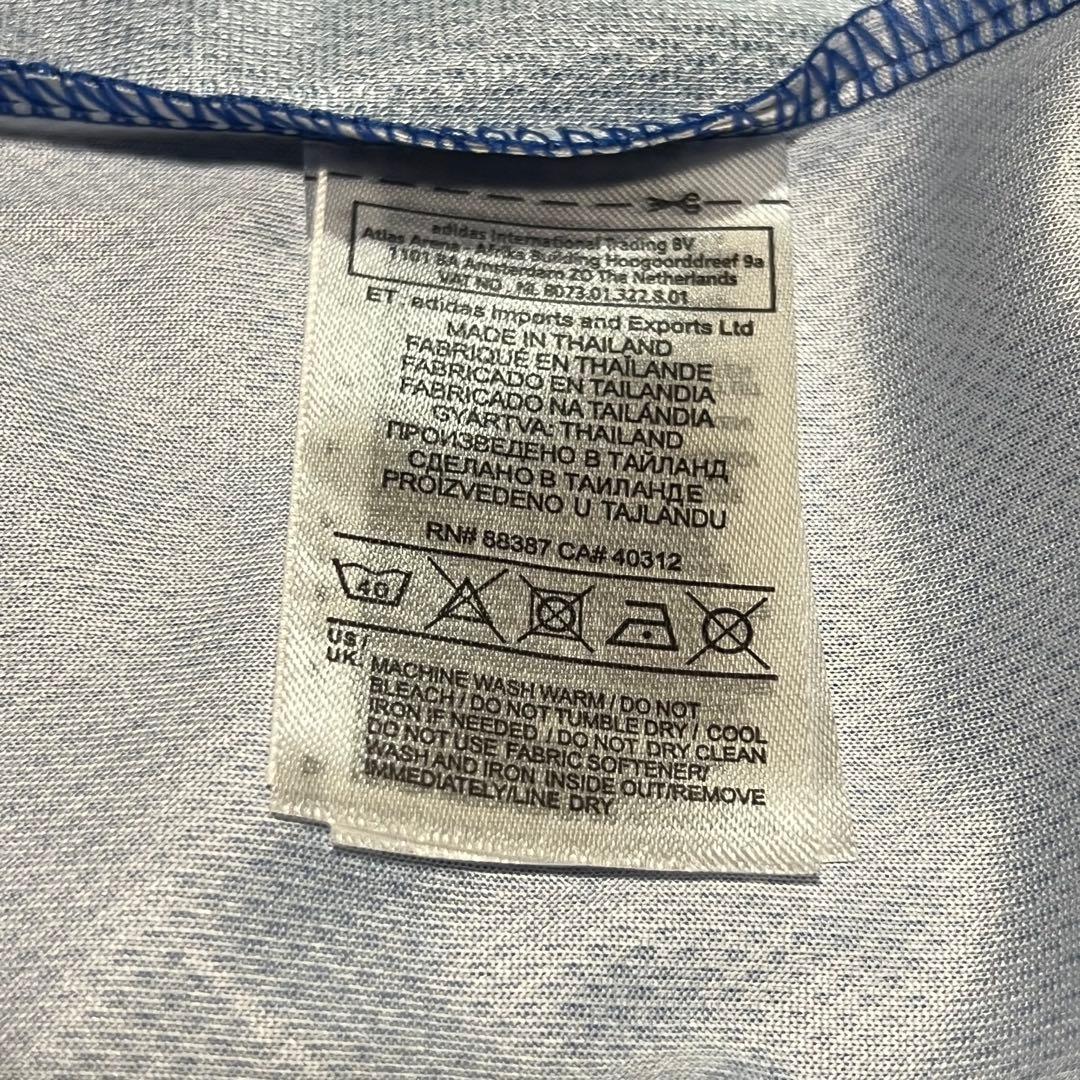 adidas International Trading BV
Atlas Arena, Afrika Building Hoogoorddreef 9a
1101 BA Amsterdam ZO The Netherlands
VAT NO. NL 8073.01.322.S.01
ET. adidas Imports and Exports Ltd
MADE IN THAILAND
FABRIQUÉ EN THAÏLANDE
FABRICADO EN TAILANDIA
FABRICADO NA TAILÂNDIA
GYÁRTVA: THAILAND
ПРОИЗВЕДЕНО В ТАЙЛАНД
СДЕЛАНО В ТАИЛАНДЕ
PROIZVEDENO U TAJLANDU
RN# 88387 CA# 40312
40
US/
UK: MACHINE WASH WARM / DO NOT
BLEACH / DO NOT TUMBLE DRY / COOL
IRON IF NEEDED / DO NOT DRY CLEAN
DO NOT USE FABRIC SOFTENER/
WASH AND IRON INSIDE OUT/REMOVE
IMMEDIATELY/LINE DRY